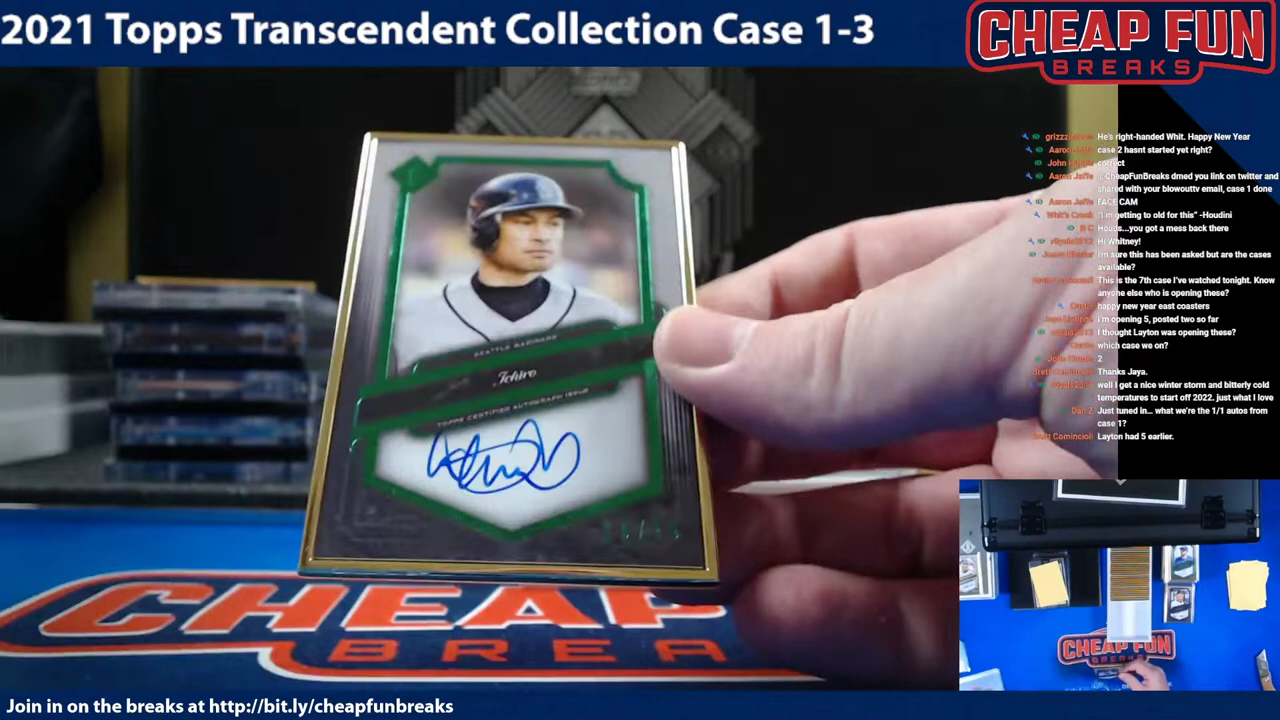 2021 Topps Transcendent Collection Case 1-3
CHEAP FUN
BREAKS
He's right-handed Whit. Happy New Year
case 2 hasnt started yet right?
correct
@CheapFunBreaks dmed you link on twitter and
shared with your blowouttv email, case 1 done
FACE CAM
"I'm getting to old for this" -Houdini
Houds...you got a mess back there
Hi Whitney!
I'm sure this has been asked but are the cases
available?
This is the 7th case I've watched tonight. Know
anyone else who is opening these?
happy new year east coasters
I'm opening 5, posted two so far
I thought Layton was opening these?
which case we on?
2
Thanks Jaya.
well I get a nice winter storm and bitterly cold
temperatures to start off 2022. just what I love
Dan Z Just tuned in... what we're the 1/1 autos from
case 1?
Layton had 5 earlier.
SEATTLE MARINERS
Ichiro
TOPPS CERTIFIED AUTOGRAPH ISSUE
CHEAP
BREA
CHEAP FUN
BREAKS
Join in on the breaks at http://bit.ly/cheapfunbreaks